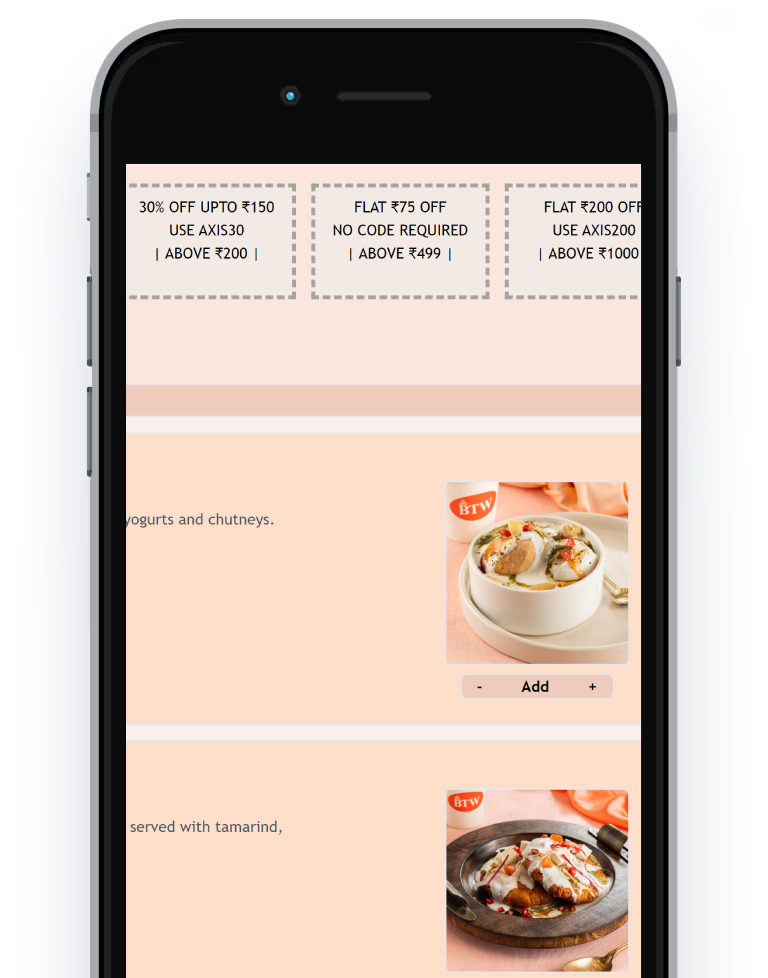 30% OFF UPTO ₹150
USE AXIS30
| ABOVE ₹200 |
FLAT ₹75 OFF
NO CODE REQUIRED
| ABOVE ₹499 |
FLAT ₹200 OFF
USE AXIS200
| ABOVE ₹1000
yogurts and chutneys.
BTW
- Add +
served with tamarind,
BTW